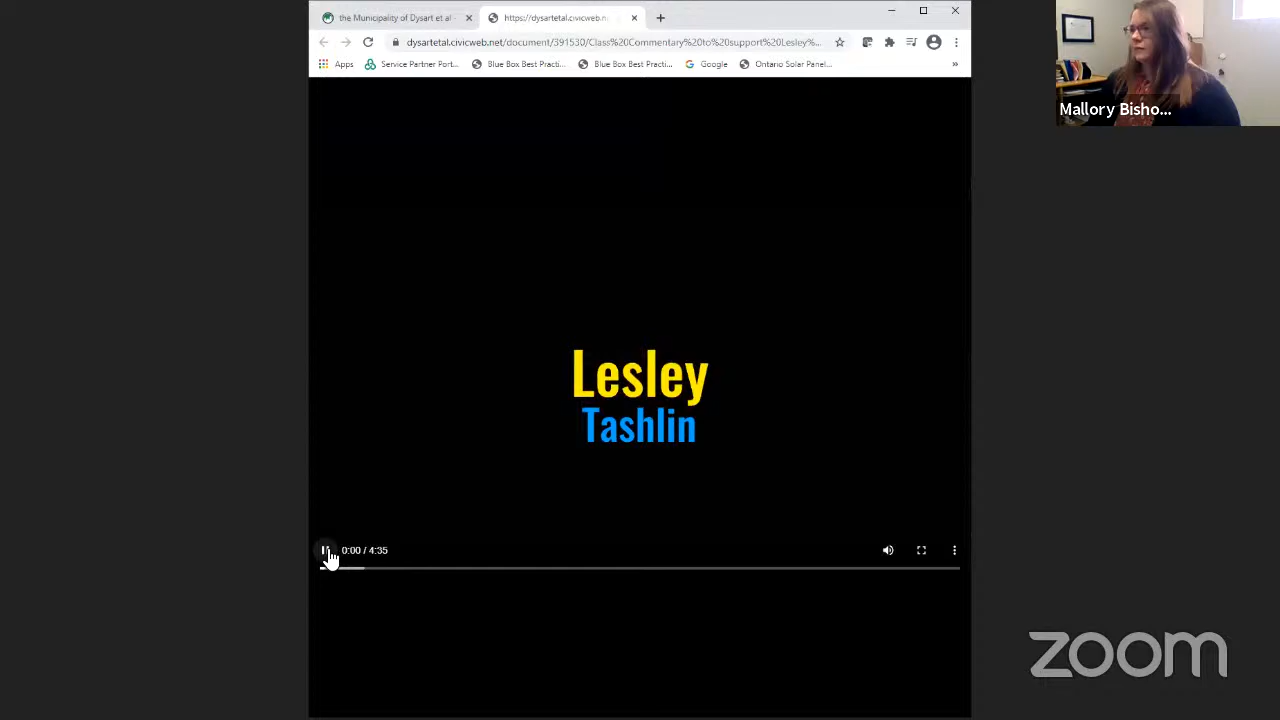 the Municipality of Dysart et al -
https://dysartetal.civicweb.n
dysartetal.civicweb.net/document/391530/Class%20Commentary%20to%20support%20Lesley%...
Apps
Service Partner Port...
Blue Box Best Practi...
Blue Box Best Practi...
Google
Ontario Solar Panel...
»
Mallory Bisho...
Lesley
Tashlin
0:00 / 4:35
zoom